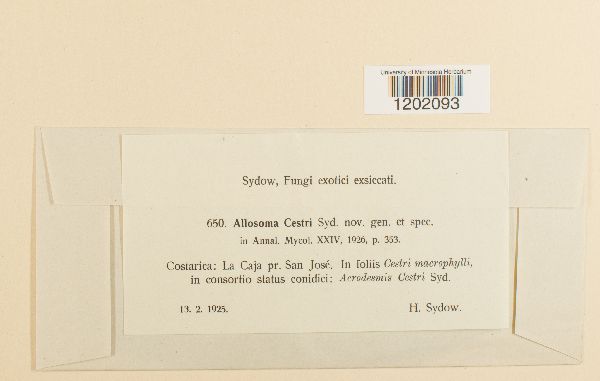 University of Minnesota Herbarium
1202093
Sydow, Fungi exotici exsiccati.
650. Allosoma Cestri Syd. nov. gen. et spec.
in Annal. Mycol. XXIV, 1926, p. 353.
Costarica: La Caja pr. San José. In foliis Cestri macrophylli,
in consortio status conidici: Acrodesmis Cestri Syd.
13. 2. 1925. H. Sydow.